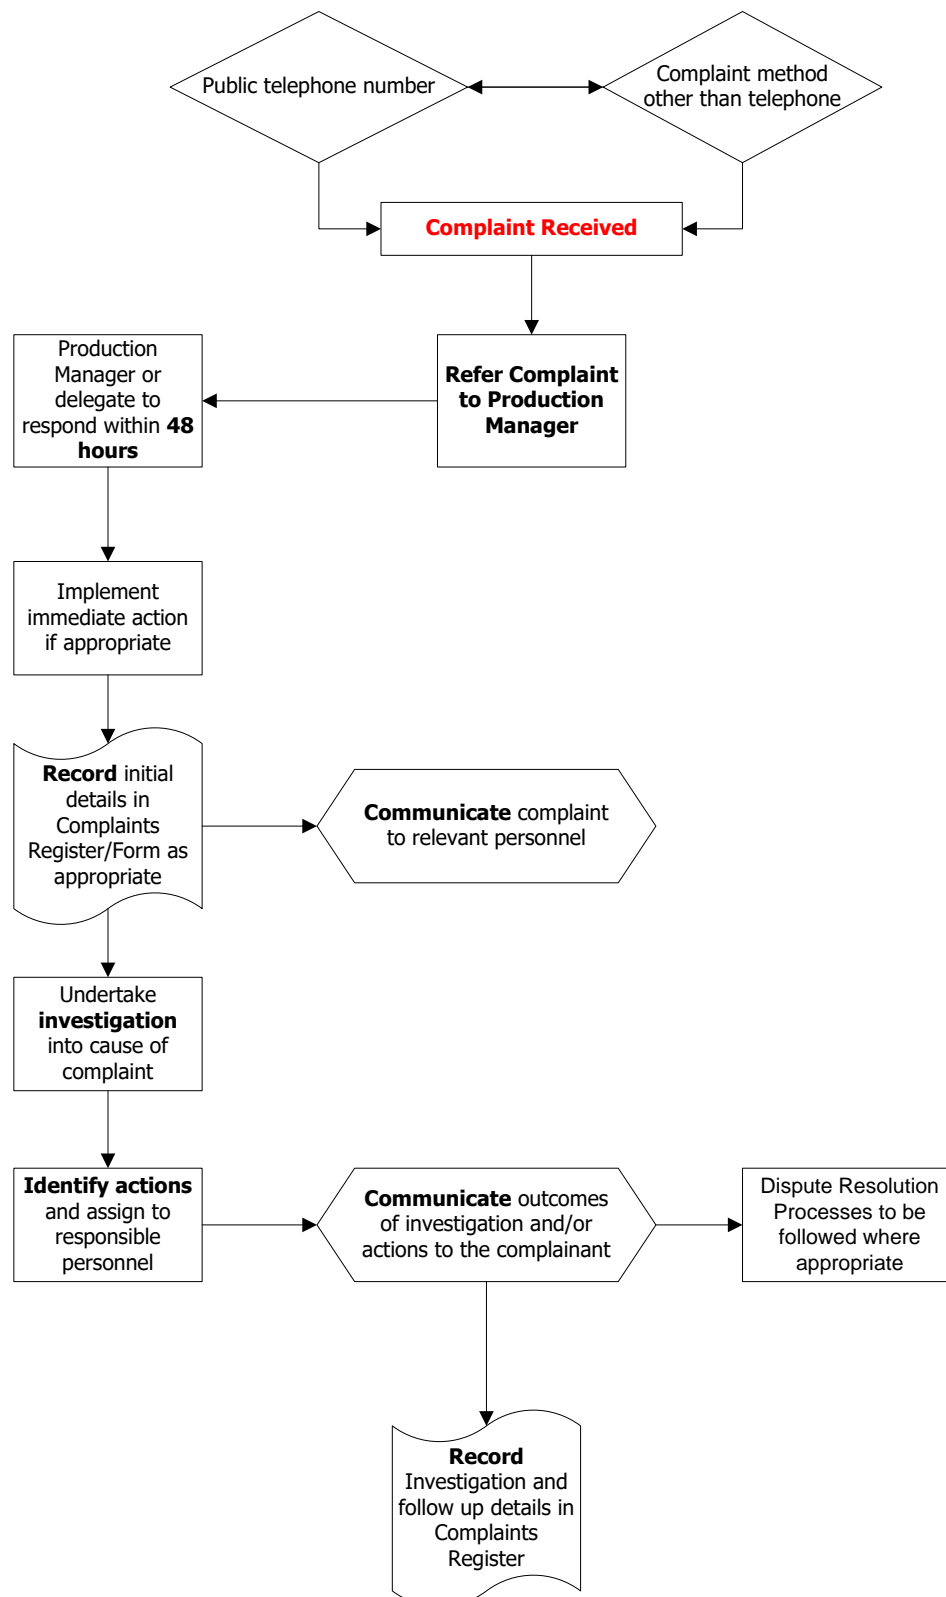 Public telephone number
Complaint method
other than telephone
Complaint Received
Production
Manager or
delegate to
respond within 48
hours
Refer Complaint
to Production
Manager
Implement
immediate action
if appropriate
Record initial
details in
Complaints
Register/Form as
appropriate
Communicate complaint
to relevant personnel
Undertake
investigation
into cause of
complaint
Identify actions
and assign to
responsible
personnel
Communicate outcomes
of investigation and/or
actions to the complainant
Dispute Resolution
Processes to be
followed where
appropriate
Record
Investigation and
follow up details in
Complaints
Register